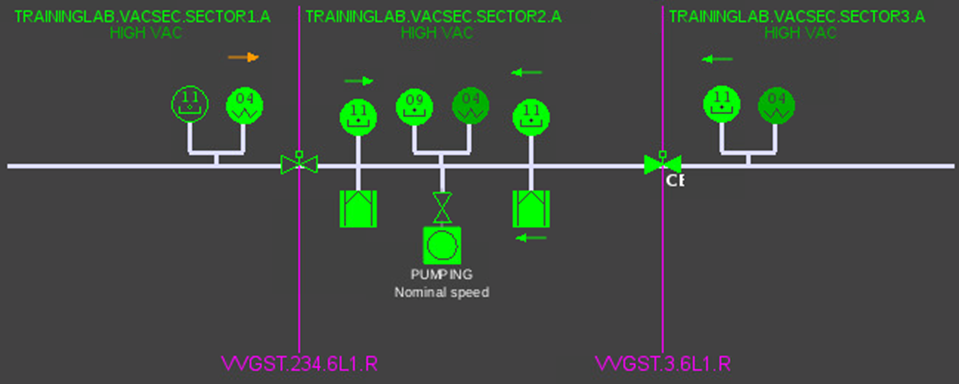 TRAININGLAB.VACSEC.SECTOR1.A
HIGH VAC
TRAININGLAB.VACSEC.SECTOR2.A
HIGH VAC
TRAININGLAB.VACSEC.SECTOR3.A
HIGH VAC
11
04
11
09
04
11
11
04
PUMPING
Nominal speed
VVGST.234.6L1.R
VVGST.3.6L1.R